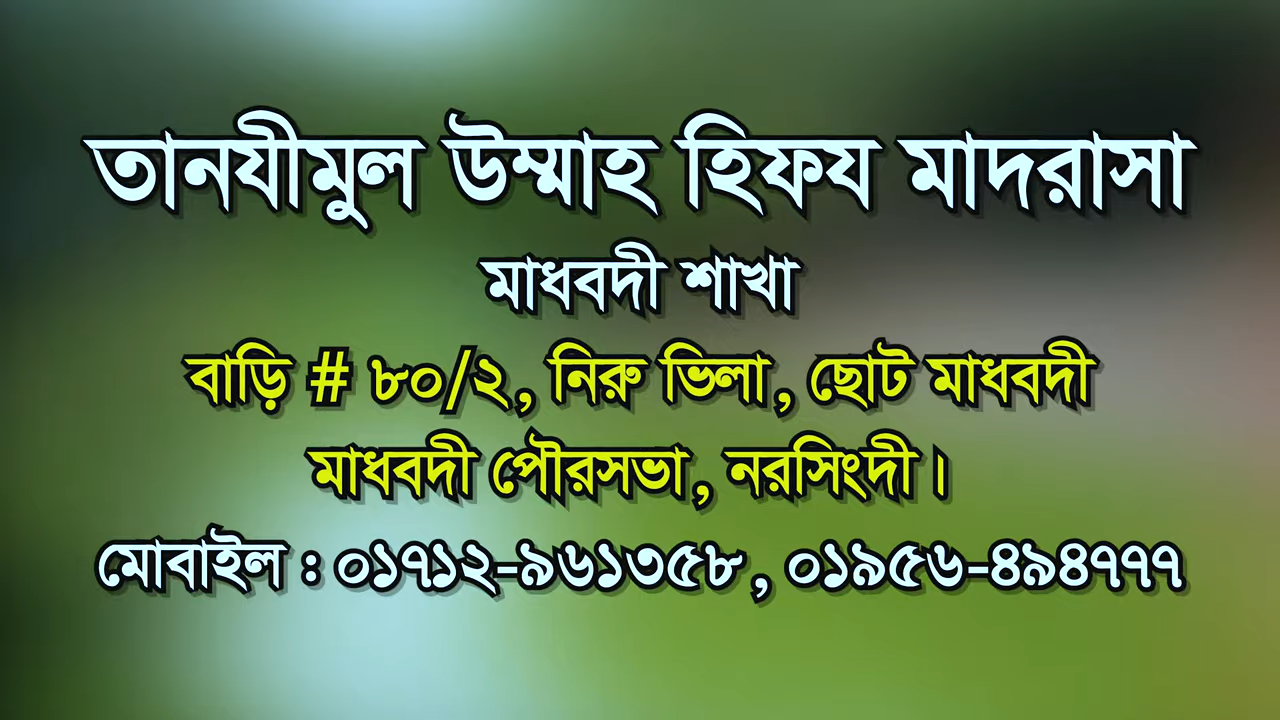 তানযীমুল উম্মাহ হিফয মাদরাসা
মাধবদী শাখা
বাড়ি # ৮০/২, নিরু ভিলা, ছোট মাধবদী
মাধবদী পৌরসভা, নরসিংদী।
মোবাইল : ০১৭১২-৯৬১৩৫৮, ০১৯৫৬-৪৯৪৭৭৭